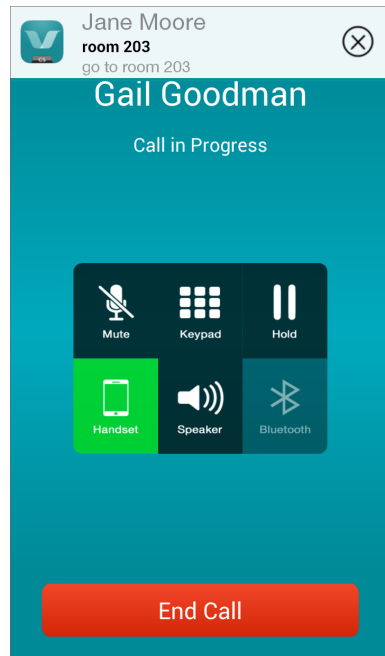 Jane Moore
room 203
go to room 203
CS
Gail Goodman
Call in Progress
Mute Keypad Hold
Handset Speaker Bluetooth
End Call